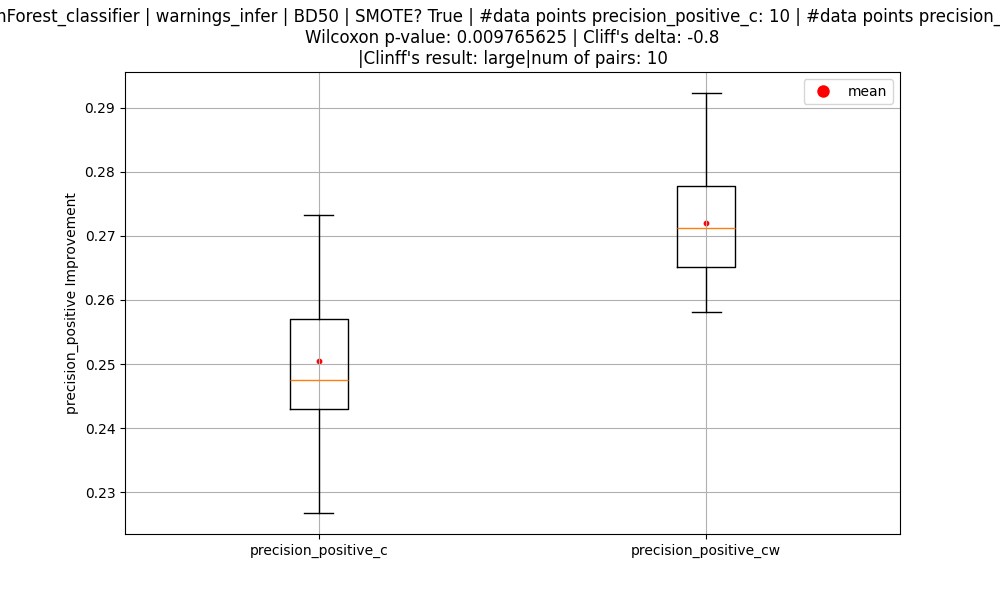 Forest_classifier | warnings_infer | BD50 | SMOTE? True | #data points precision_positive_c: 10 | #data points precision_
Wilcoxon p-value: 0.009765625 | Cliff's delta: -0.8
|Clinff's result: large|num of pairs: 10
mean
0.29
0.28
0.27
0.26
0.25
0.24
0.23
precision_positive Improvement
precision_positive_c
precision_positive_cw